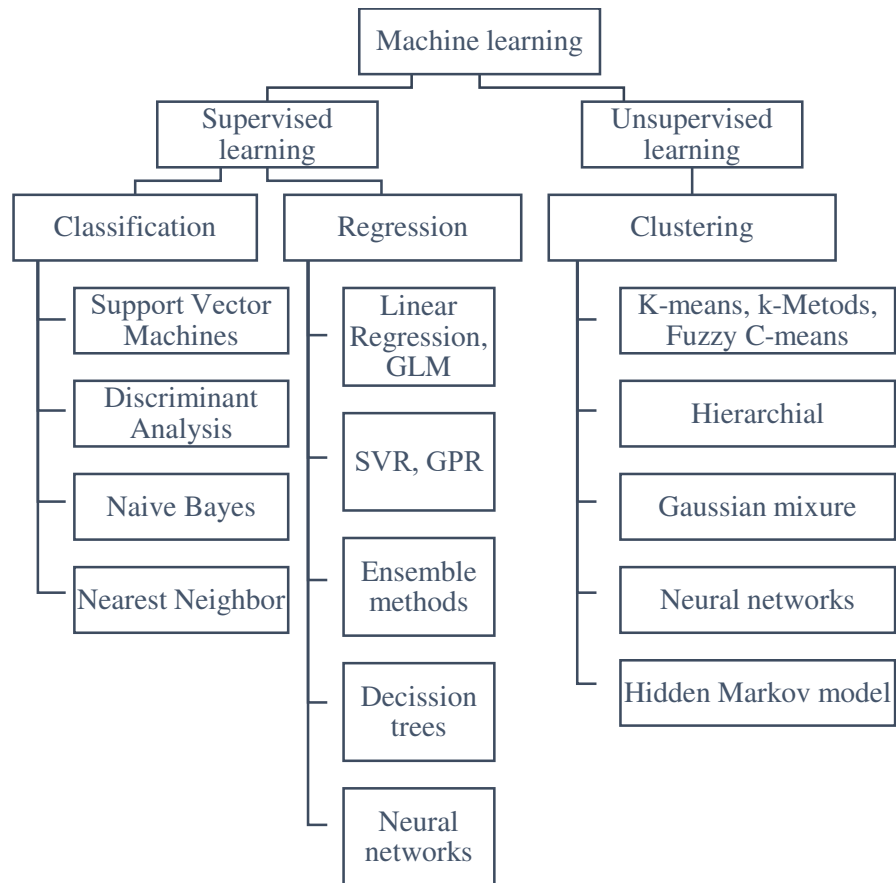 Machine learning
Supervised
learning
Unsupervised
learning
Classification
Regression
Clustering
Support Vector
Machines
Discriminant
Analysis
Naive Bayes
Nearest Neighbor
Linear
Regression,
GLM
SVR, GPR
Ensemble
methods
Decission
trees
Neural
networks
K-means, k-Metods,
Fuzzy C-means
Hierarchial
Gaussian mixure
Neural networks
Hidden Markov model